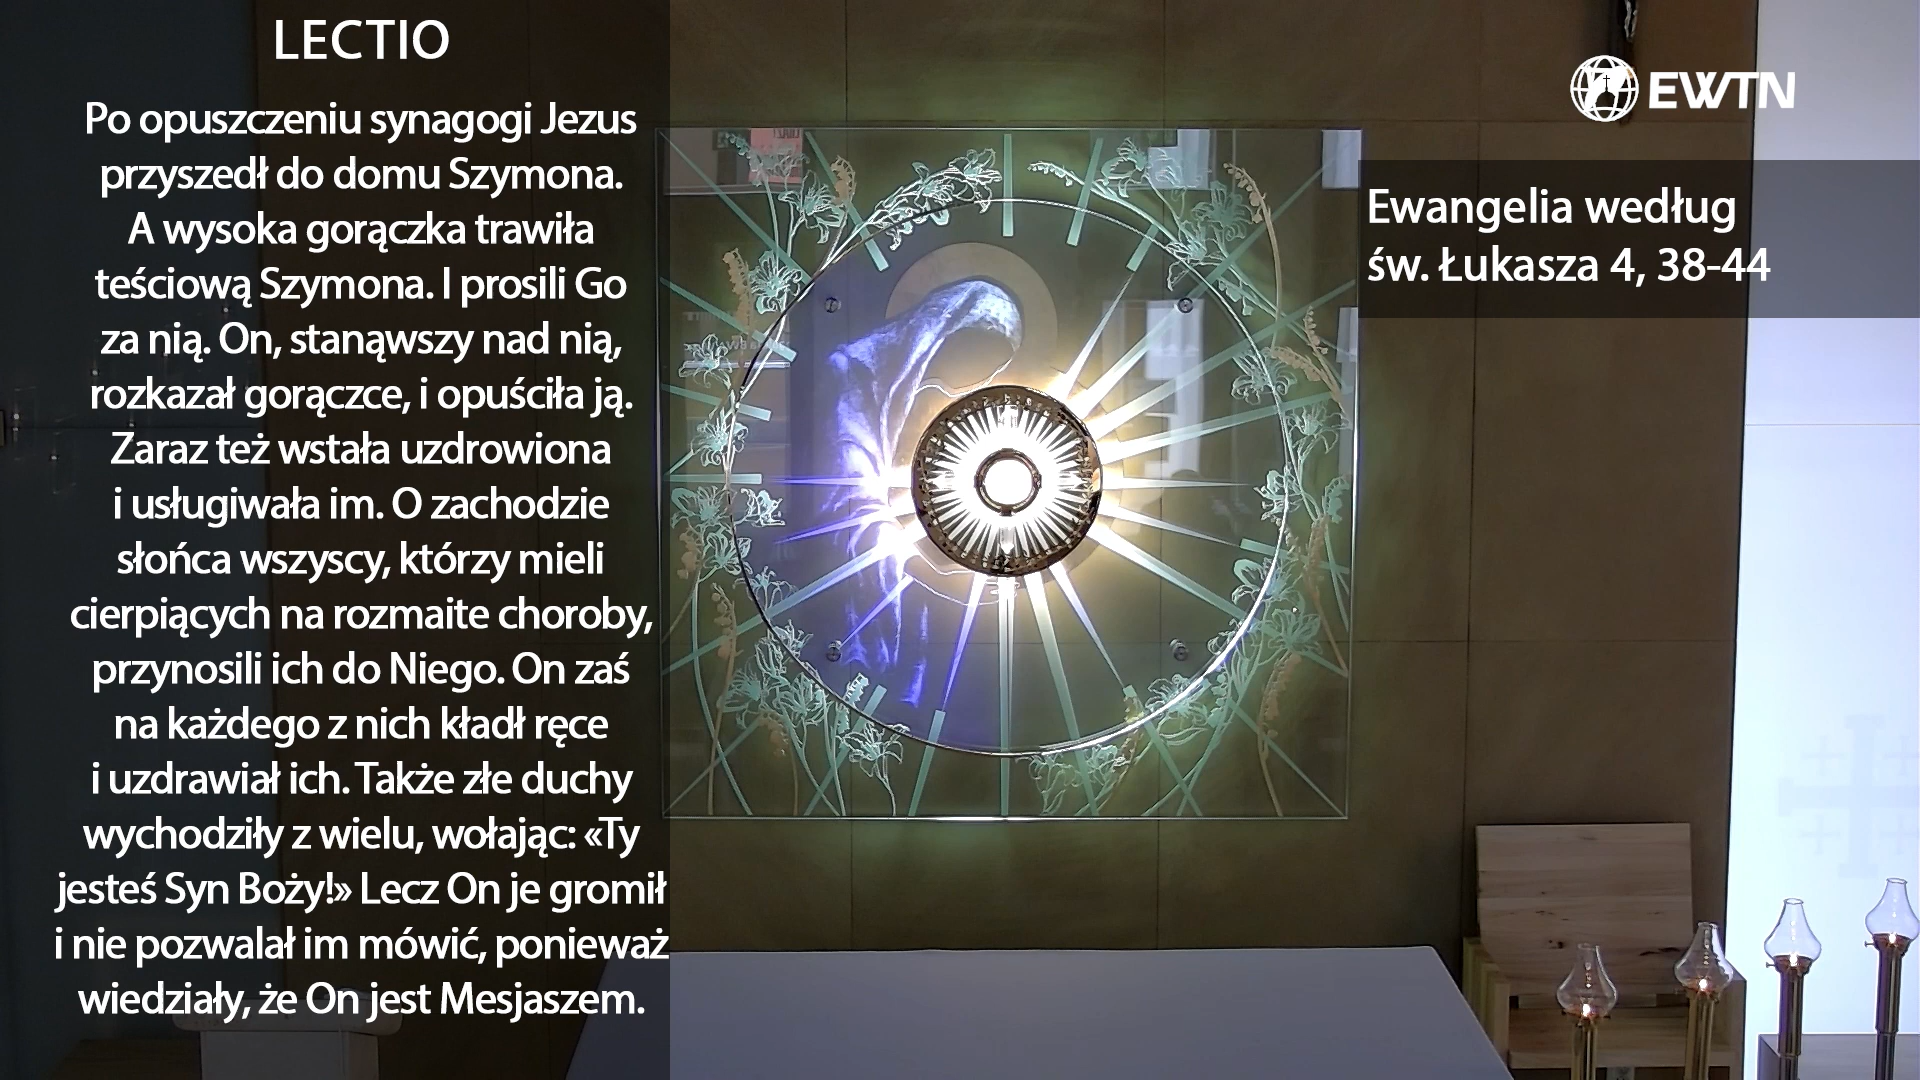 LECTIO
Po opuszczeniu synagogi Jezus
przyszedł do domu Szymona.
A wysoka gorączka trawiła
teściową Szymona. I prosili Go
za nią. On, stanąwszy nad nią,
rozkazał gorączce, i opuściła ją.
Zaraz też wstała uzdrowiona
i usługiwała im. O zachodzie
słońca wszyscy, którzy mieli
cierpiących na rozmaite choroby,
przynosili ich do Niego. On zaś
na każdego z nich kładł ręce
i uzdrawiał ich. Także złe duchy
wychodziły z wielu, wołając: «Ty
jesteś Syn Boży!» Lecz On je gromił
i nie pozwalał im mówić, ponieważ
wiedziały, że On jest Mesjaszem.
EWTN
Ewangelia według
św. Łukasza 4, 38-44